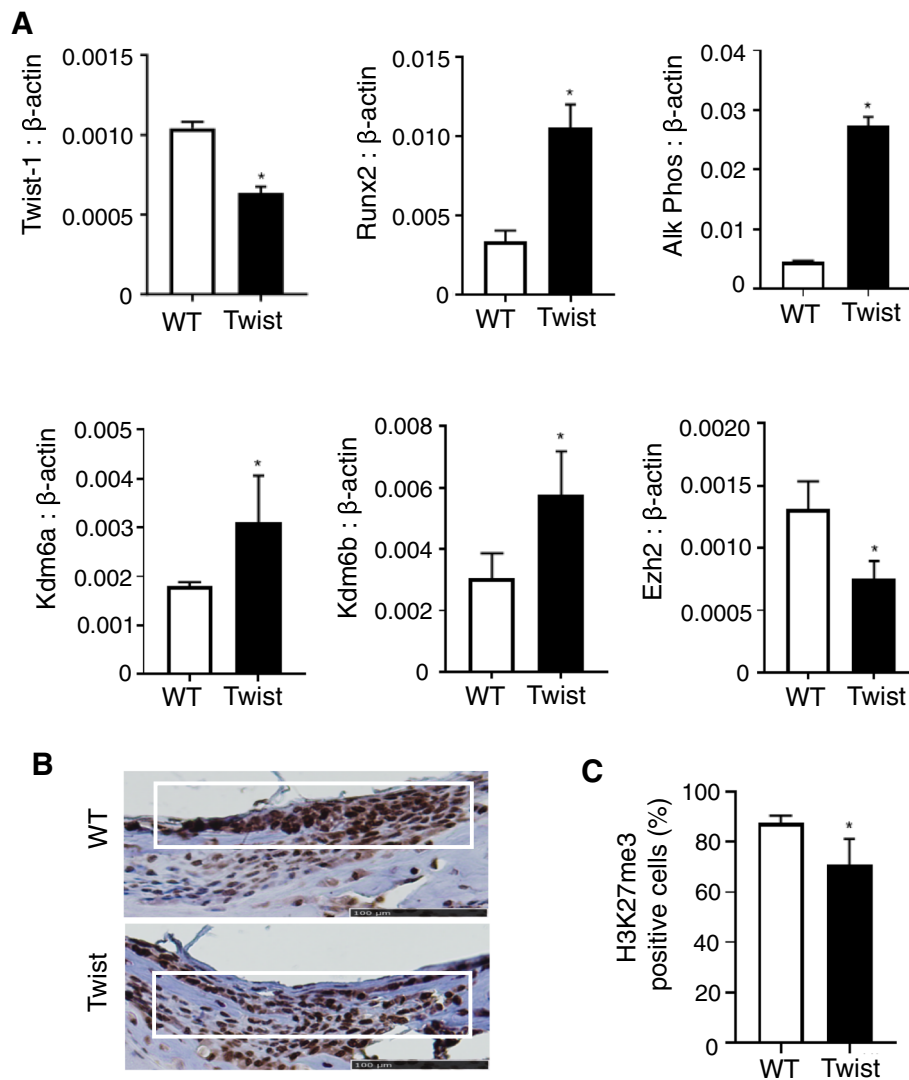 A
Twist-1 : β-actin
0.0015
0.0010
0.0005
0
*
WT Twist
Runx2 : β-actin
0.015
0.010
0.005
0
*
WT Twist
Alk Phos : β-actin
0.04
0.03
0.02
0.01
0
*
WT Twist
Kdm6a : β-actin
0.005
0.004
0.003
0.002
0.001
0
*
WT Twist
Kdm6b : β-actin
0.008
0.006
0.004
0.002
0
*
WT Twist
Ezh2 : β-actin
0.0020
0.0015
0.0010
0.0005
0
*
WT Twist
B
WT
100 µm
Twist
100 µm
C
H3K27me3
positive cells (%)
100
80
60
40
20
0
*
WT Twist